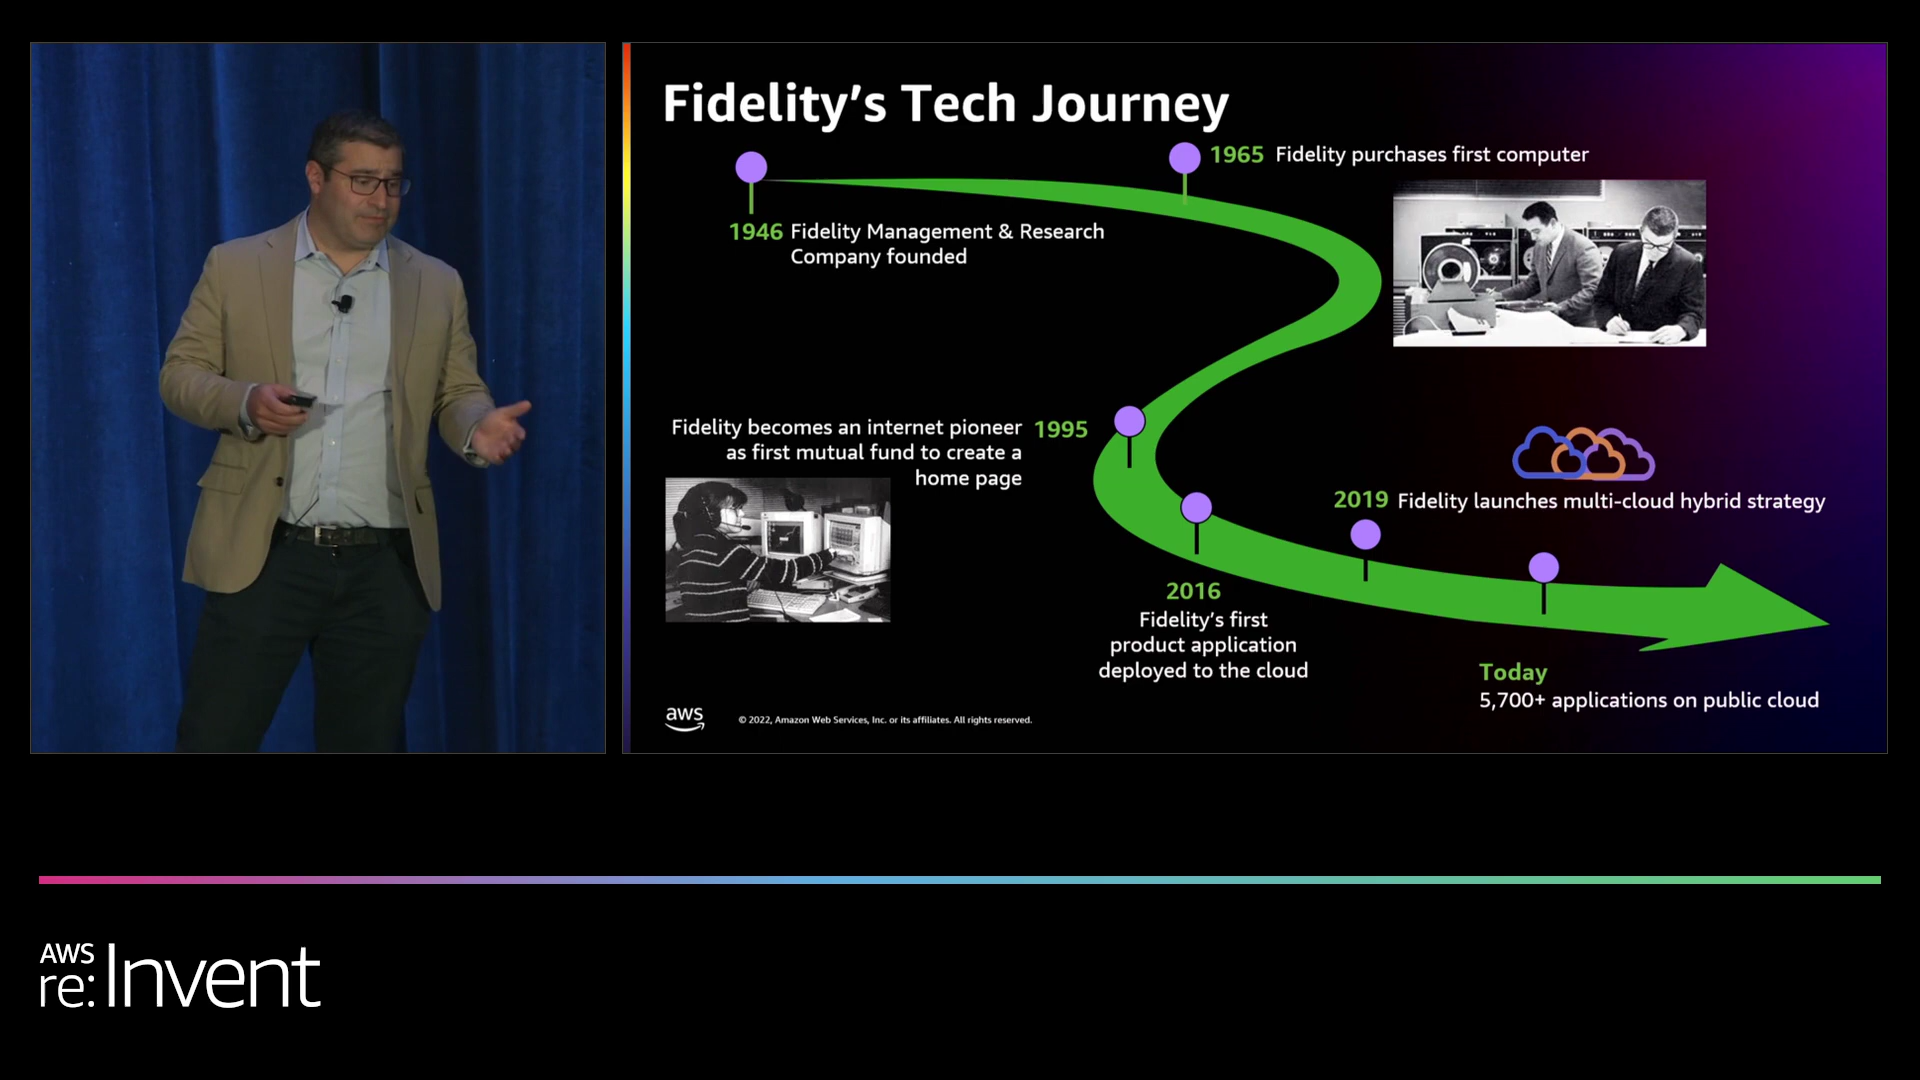 Fidelity's Tech Journey
1965 Fidelity purchases first computer
1946 Fidelity Management & Research
Company founded
Fidelity becomes an internet pioneer 1995
as first mutual fund to create a
home page
2019 Fidelity launches multi-cloud hybrid strategy
2016
Fidelity's first
product application
deployed to the cloud
Today
5,700+ applications on public cloud
aws
© 2022, Amazon Web Services, Inc. or its affiliates. All rights reserved.
AWS
re:Invent